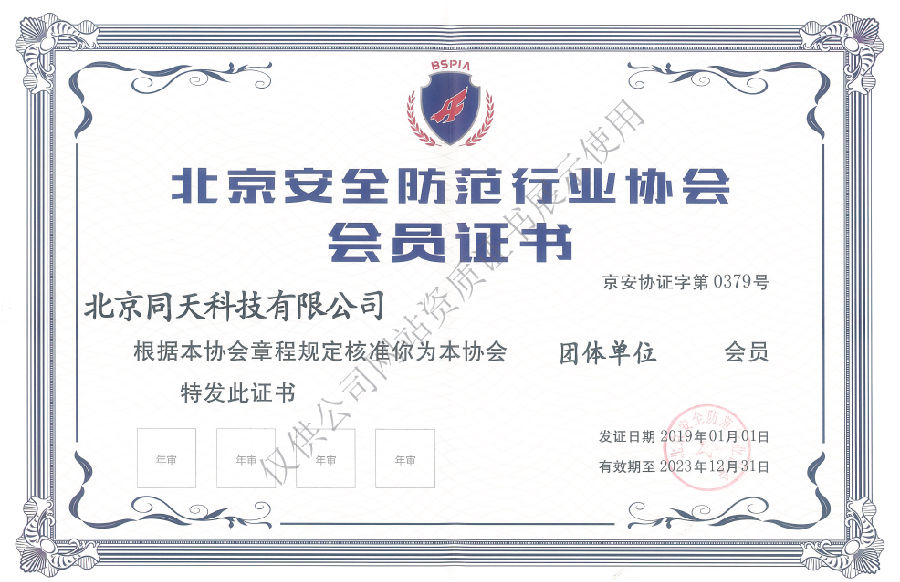 BSPIA
北京安全防范行业协会
会员证书
京安协证字第 0379号
北京同天科技有限公司
根据本协会章程规定核准你为本协会 团体单位 会员
特发此证书
发证日期 2019年01月01日
有效期至 2023年12月31日
年审 年审 年审 年审
仅供公司网站资质证书展示使用